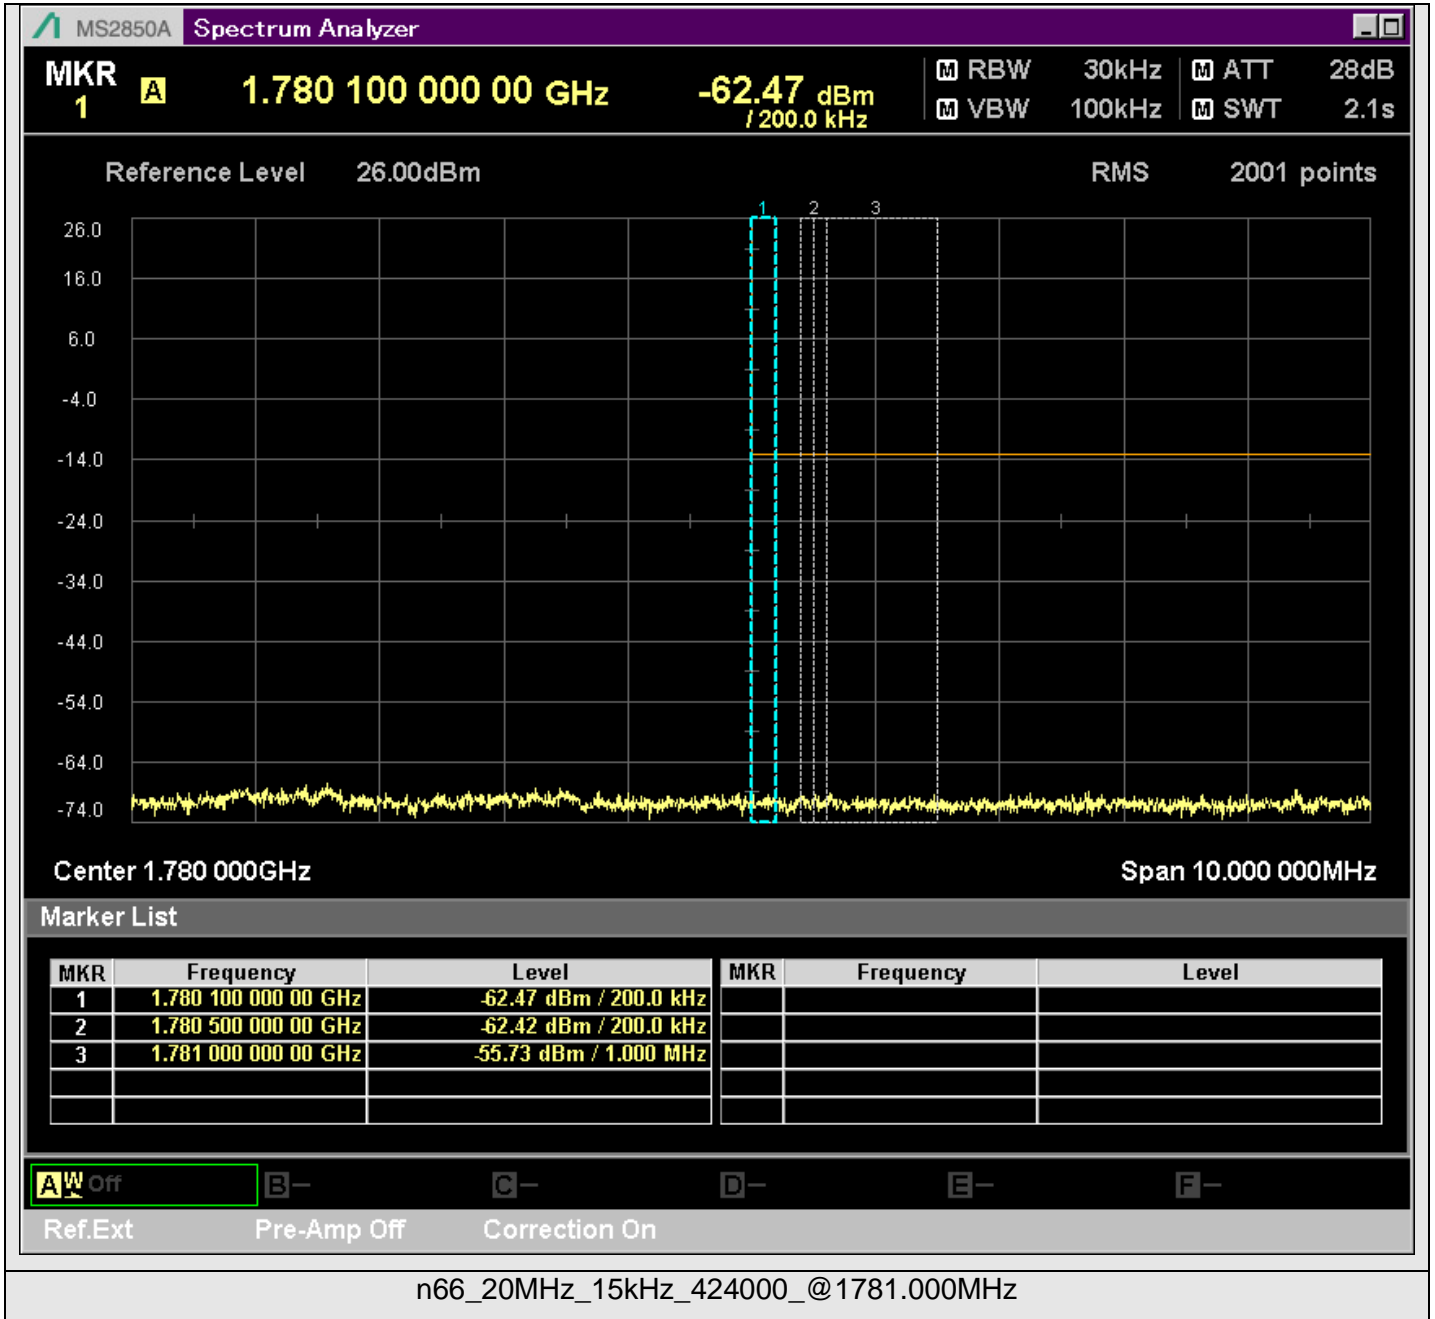 MS2850A Spectrum Analyzer
MKR 1 A 1.780 100 000 00 GHz -62.47 dBm / 200.0 kHz
M RBW 30kHz M ATT 28dB
M VBW 100kHz M SWT 2.1s
Reference Level 26.00dBm RMS 2001 points
1 2 3
26.0
16.0
6.0
-4.0
-14.0
-24.0
-34.0
-44.0
-54.0
-64.0
-74.0
Center 1.780 000GHz Span 10.000 000MHz
Marker List
MKR Frequency Level MKR Frequency Level
1 1.780 100 000 00 GHz -62.47 dBm / 200.0 kHz
2 1.780 500 000 00 GHz -62.42 dBm / 200.0 kHz
3 1.781 000 000 00 GHz -55.73 dBm / 1.000 MHz
A W Off B – C – D – E – F –
Ref.Ext Pre-Amp Off Correction On
n66_20MHz_15kHz_424000_@1781.000MHz